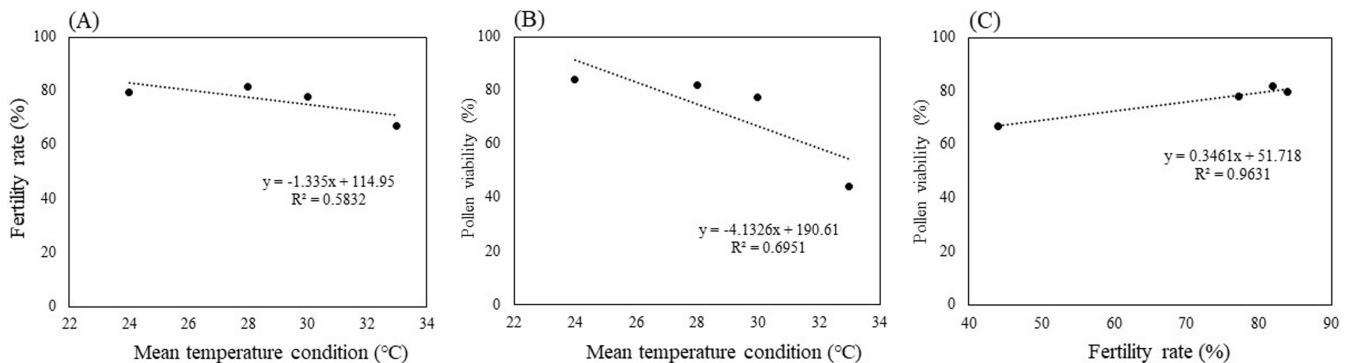 (A)
Fertility rate (%)
100
80
60
40
20
0
y = -1.335x + 114.95
R² = 0.5832
22 24 26 28 30 32 34
Mean temperature condition (℃)
(B)
Pollen viability (%)
100
80
60
40
20
0
y = -4.1326x + 190.61
R² = 0.6951
22 24 26 28 30 32 34
Mean temperature condition (℃)
(C)
Pollen viability (%)
100
80
60
40
20
0
y = 0.3461x + 51.718
R² = 0.9631
40 50 60 70 80 90
Fertility rate (%)